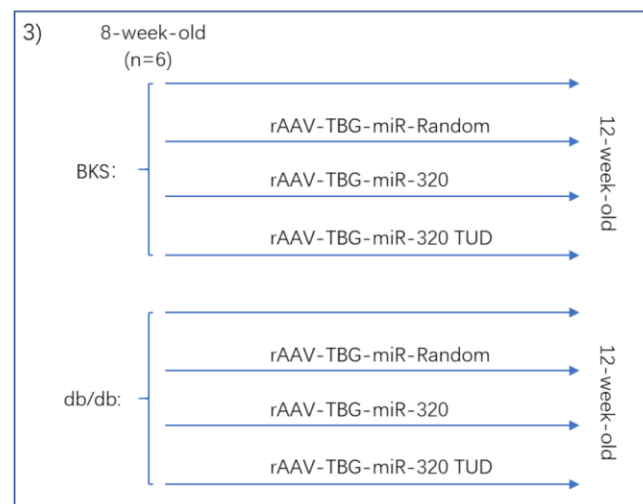 3)
8-week-old
(n=6)
BKS:
rAAV-TBG-miR-Random
rAAV-TBG-miR-320
rAAV-TBG-miR-320 TUD
12-week-old
db/db:
rAAV-TBG-miR-Random
rAAV-TBG-miR-320
rAAV-TBG-miR-320 TUD
12-week-old